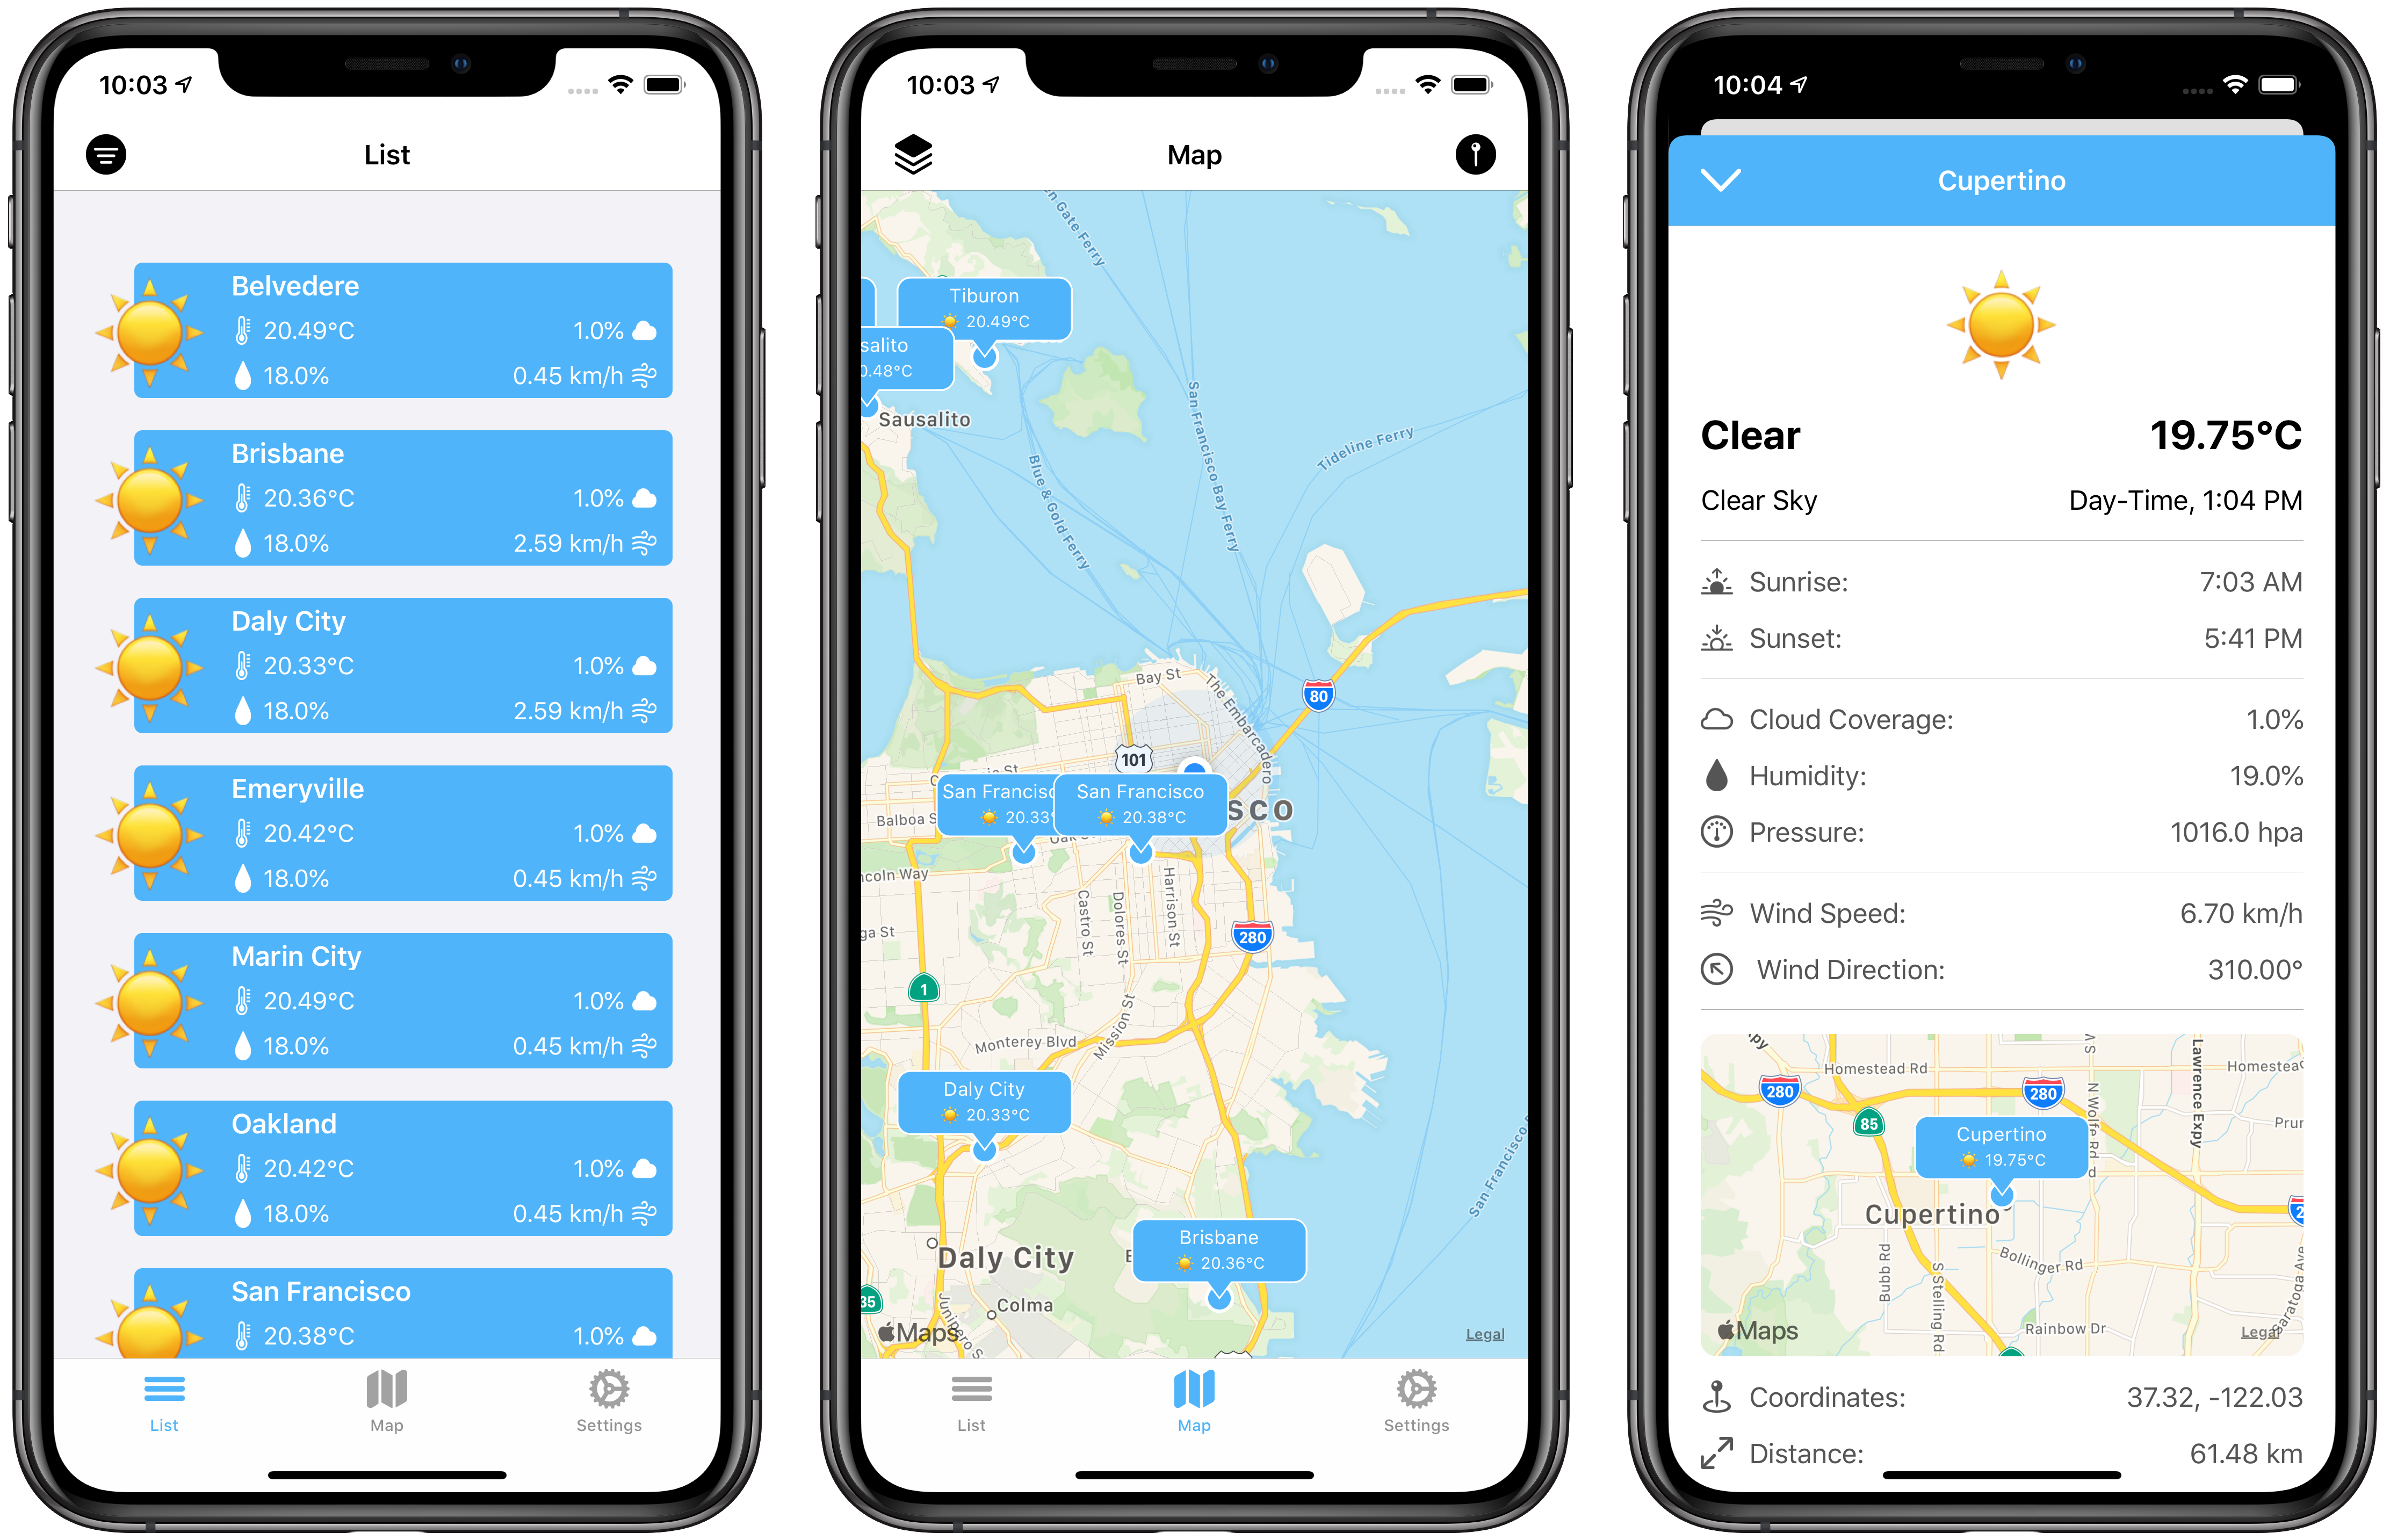 10:03
List
Belvedere
20.49°C 1.0%
18.0% 0.45 km/h
Brisbane
20.36°C 1.0%
18.0% 2.59 km/h
Daly City
20.33°C 1.0%
18.0% 2.59 km/h
Emeryville
20.42°C 1.0%
18.0% 0.45 km/h
Marin City
20.49°C 1.0%
18.0% 0.45 km/h
Oakland
20.42°C 1.0%
18.0% 0.45 km/h
San Francisco
20.38°C 1.0%
List Map Settings
10:03
Map
en Gate Ferry
Tiburon
20.49°C
salito
0.48°C
Sausalito
San Francisco Bay Ferry
Tideline Ferry
Blue & Gold Ferry
Bay St
The Embarcadero
80
101
San Francisc
20.33°
San Francisco
20.38°C
sco
Balboa S
ncoln Way
Castro St
Dolores St
Harrison St
ga St
280
1
Mission St
Monterey Blvd
Daly City
20.33°C
San Francisco
Brisbane
20.36°C
Daly City
Colma
35
Junipero S
Maps
Legal
List Map Settings
10:04
Cupertino
Clear 19.75°C
Clear Sky Day-Time, 1:04 PM
Sunrise: 7:03 AM
Sunset: 5:41 PM
Cloud Coverage: 1.0%
Humidity: 19.0%
Pressure: 1016.0 hpa
Wind Speed: 6.70 km/h
Wind Direction: 310.00°
py
Homestead Rd
Homestea
280
280
85
N Wolfe Rd
Lawrence Expy
Prun
Cupertino
19.75°C
Cupertino
2
Bubb Rd
S Stelling Rd
Bollinger Rd
Saratoga Ave
Rainbow Dr
Maps
Legal
Coordinates: 37.32, -122.03
Distance: 61.48 km